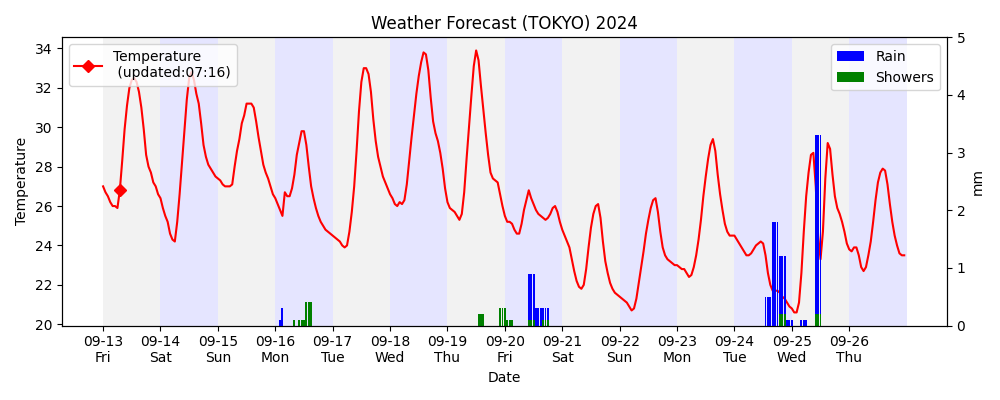 Weather Forecast (TOKYO) 2024
Temperature
(updated:07:16)
Rain
Showers
Temperature
34
32
30
28
26
24
22
20
5
4
3
2
1
0
mm
09-13 09-14 09-15 09-16 09-17 09-18 09-19 09-20 09-21 09-22 09-23 09-24 09-25 09-26
Fri Sat Sun Mon Tue Wed Thu Fri Sat Sun Mon Tue Wed Thu
Date